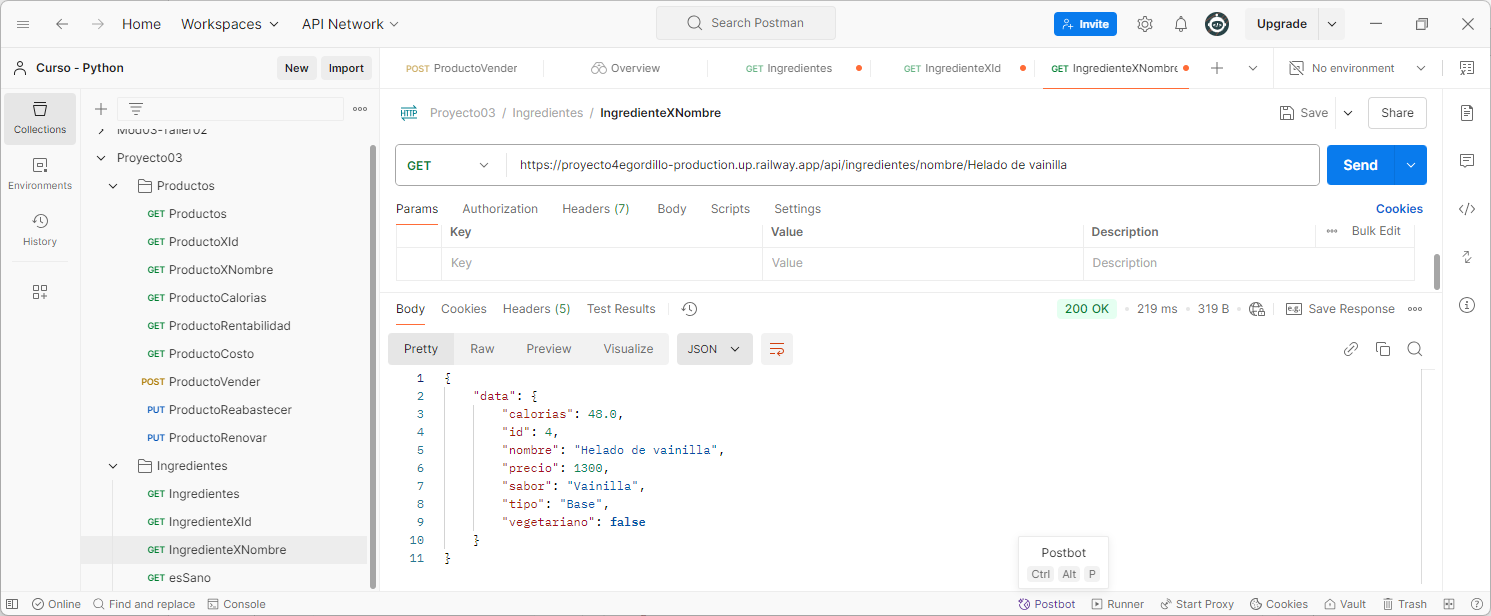 Home Workspaces API Network Search Postman Invite Upgrade
Curso - Python New Import POST ProductoVender Overview GET Ingredientes GET IngredienteXId GET IngredienteXNombre No environment
Collections
Environments
History
Mod03-Taller02
Proyecto03
Productos
GET Productos
GET ProductoXId
GET ProductoXNombre
GET ProductoCalorias
GET ProductoRentabilidad
GET ProductoCosto
POST ProductoVender
PUT ProductoReabastecer
PUT ProductoRenovar
Ingredientes
GET Ingredientes
GET IngredienteXId
GET IngredienteXNombre
GET esSano
HTTP Proyecto03 / Ingredientes / IngredienteXNombre Save Share
GET https://proyecto4egordillo-production.up.railway.app/api/ingredientes/nombre/Helado de vainilla Send
Params Authorization Headers (7) Body Scripts Settings Cookies
Key Value Description Bulk Edit
Key Value Description
Body Cookies Headers (5) Test Results 200 OK 219 ms 319 B e.g. Save Response
Pretty Raw Preview Visualize JSON
1 {
2 "data": {
3 "calorias": 48.0,
4 "id": 4,
5 "nombre": "Helado de vainilla",
6 "precio": 1300,
7 "sabor": "Vainilla",
8 "tipo": "Base",
9 "vegetariano": false
10 }
11 }
Postbot
Ctrl Alt P
Online Find and replace Console Postbot Runner Start Proxy Cookies Vault Trash